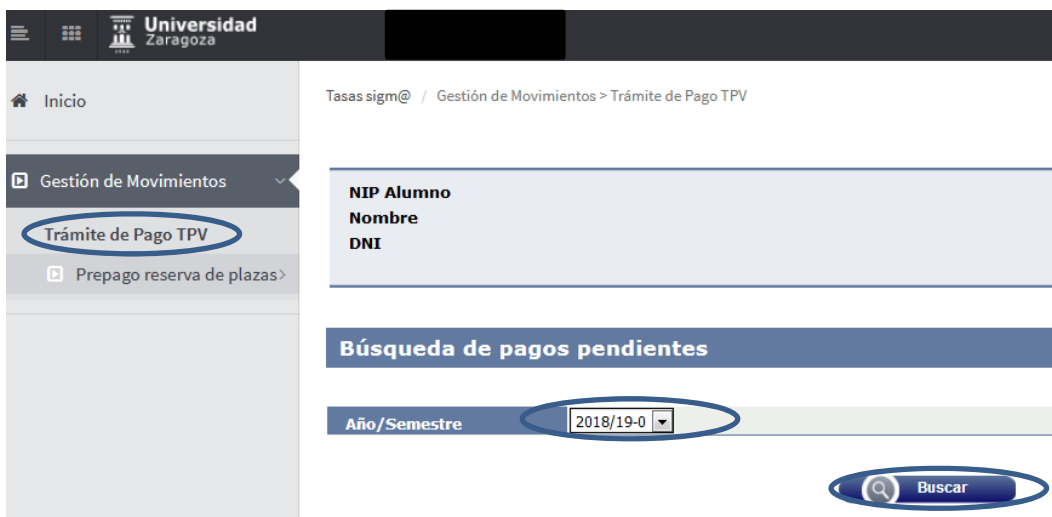 Universidad
Zaragoza
Inicio
Tasas sigm@ / Gestión de Movimientos > Trámite de Pago TPV
Gestión de Movimientos
Trámite de Pago TPV
Prepago reserva de plazas>
NIP Alumno
Nombre
DNI
Búsqueda de pagos pendientes
Año/Semestre 2018/19-0
Buscar